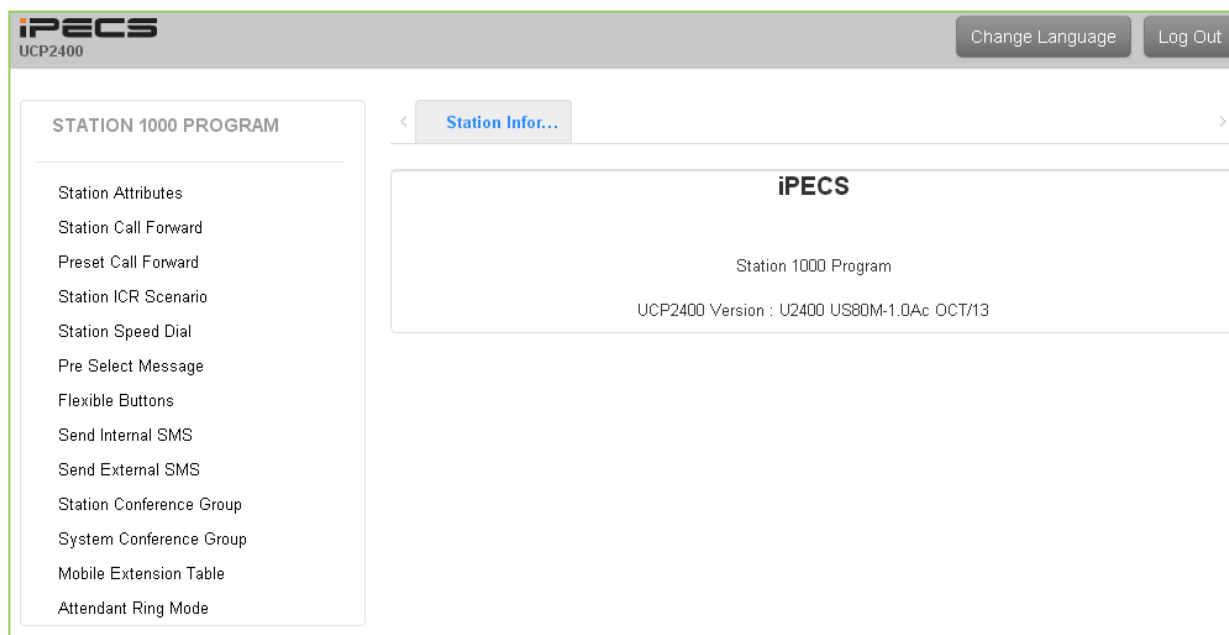 iPECS
UCP2400
Change Language
Log Out
STATION 1000 PROGRAM
Station Attributes
Station Call Forward
Preset Call Forward
Station ICR Scenario
Station Speed Dial
Pre Select Message
Flexible Buttons
Send Internal SMS
Send External SMS
Station Conference Group
System Conference Group
Mobile Extension Table
Attendant Ring Mode
< Station Infor... >
iPECS
Station 1000 Program
UCP2400 Version : U2400 US80M-1.0Ac OCT/13